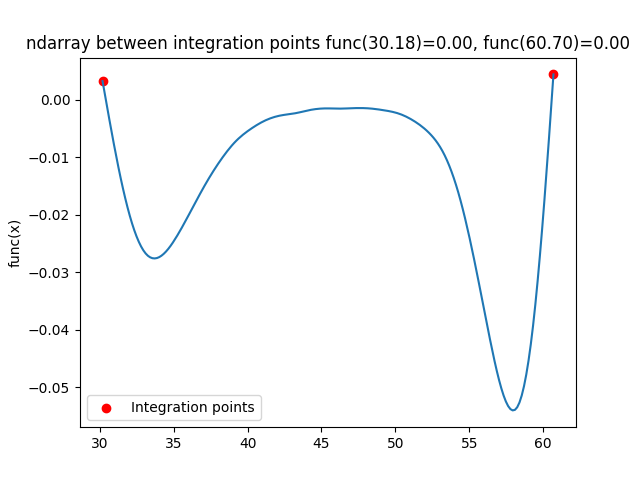 ndarray between integration points func(30.18)=0.00, func(60.70)=0.00
0.00
−0.01
−0.02
−0.03
−0.04
−0.05
func(x)
Integration points
30 35 40 45 50 55 60